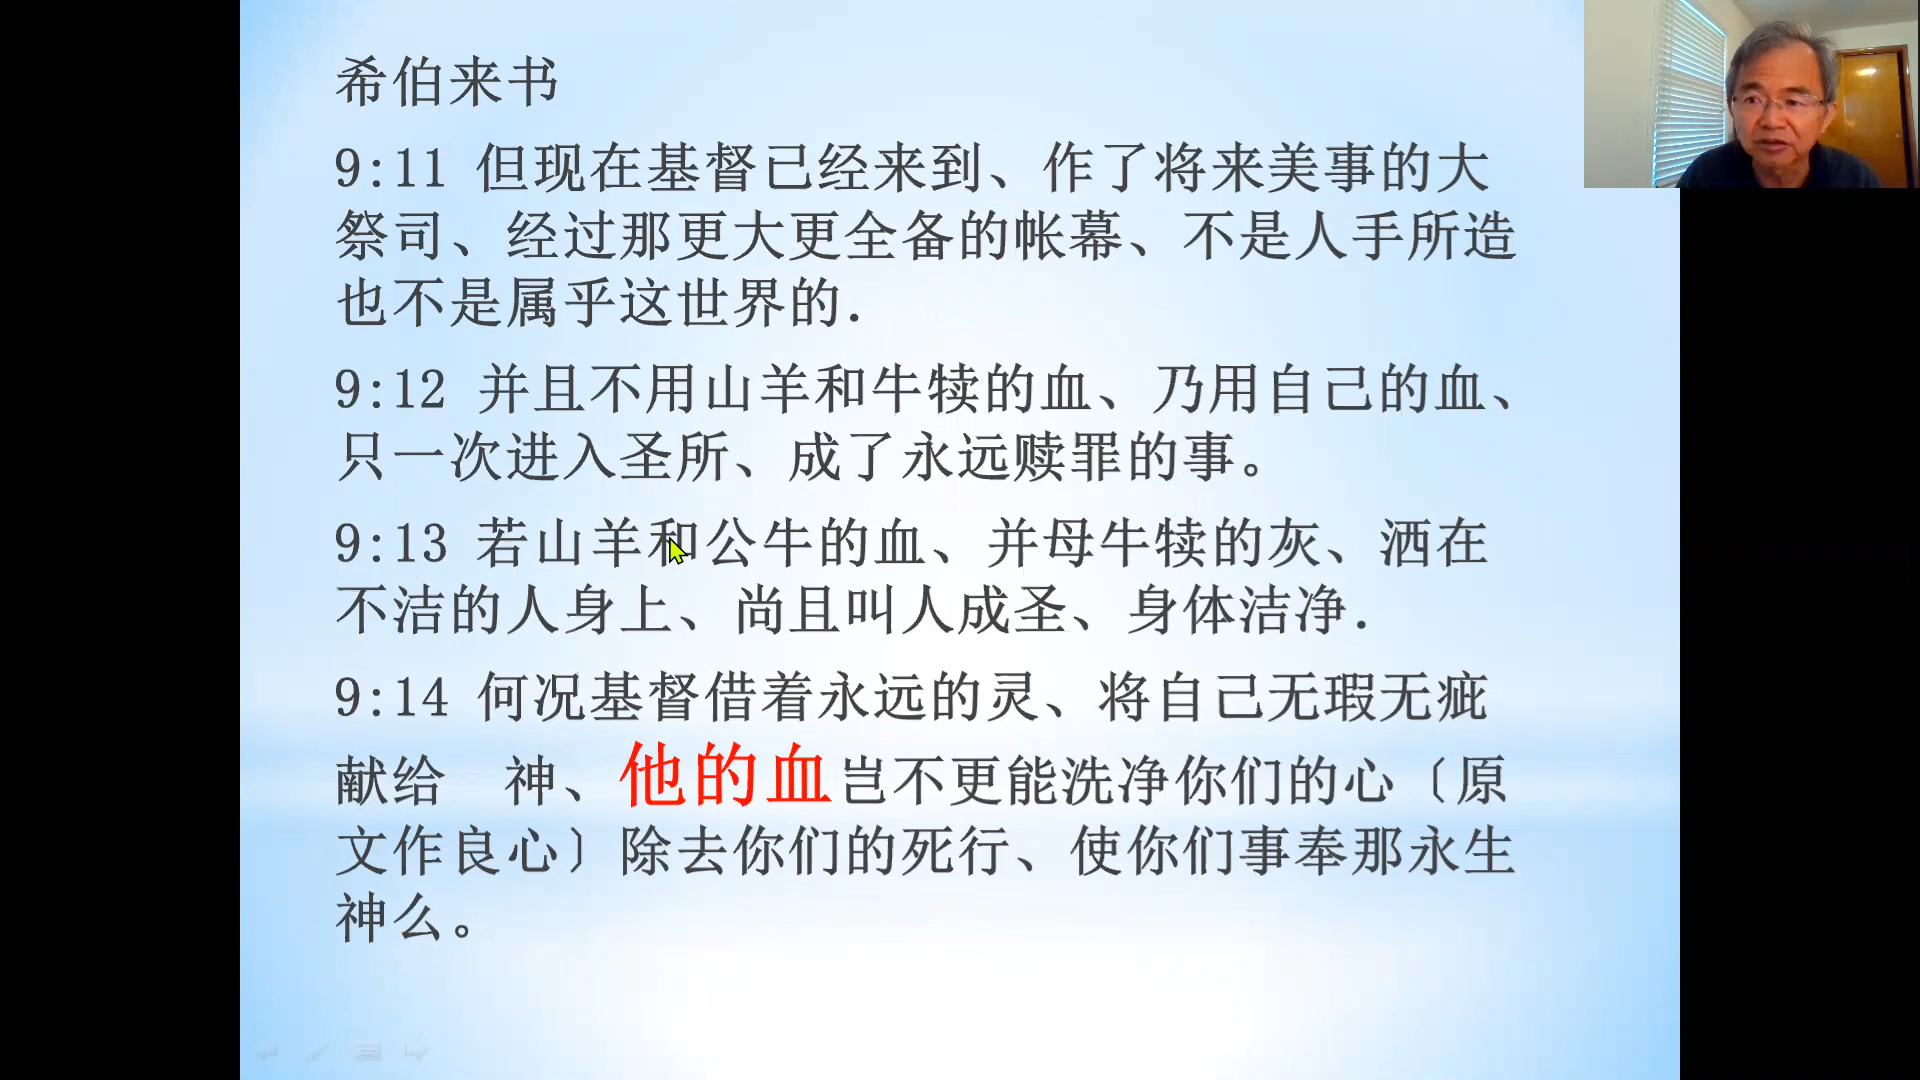 希伯来书
9:11 但现在基督已经来到、作了将来美事的大
祭司、经过那更大更全备的帐幕、不是人手所造
也不是属乎这世界的.
9:12 并且不用山羊和牛犊的血、乃用自己的血、
只一次进入圣所、成了永远赎罪的事。
9:13 若山羊和公牛的血、并母牛犊的灰、洒在
不洁的人身上、尚且叫人成圣、身体洁净.
9:14 何况基督借着永远的灵、将自己无瑕无疵
献给　神、他的血岂不更能洗净你们的心〔原
文作良心〕除去你们的死行、使你们事奉那永生
神么。